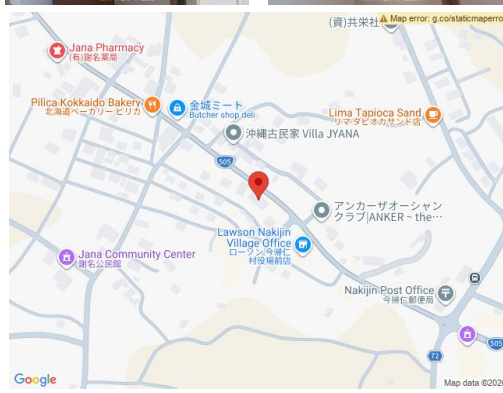 (資)共栄社
Map error: g.co/staticmaperro
Jana Pharmacy
(有)謝名薬局
Pilica Kokkaido Bakery
北海道ベーカリー ピリカ
金城ミート
Butcher shop deli
Lima Tapioca Sand
リマ タピオカサンド店
沖縄古民家 Villa JYANA
505
アンカーザオーシャン
クラブ|ANKER ~ the…
Lawson Nakijin
Village Office
ローソン 今帰仁
村役場前店
Jana Community Center
謝名公民館
Nakijin Post Office
今帰仁郵便局
505
72
Google
Map data ©2026